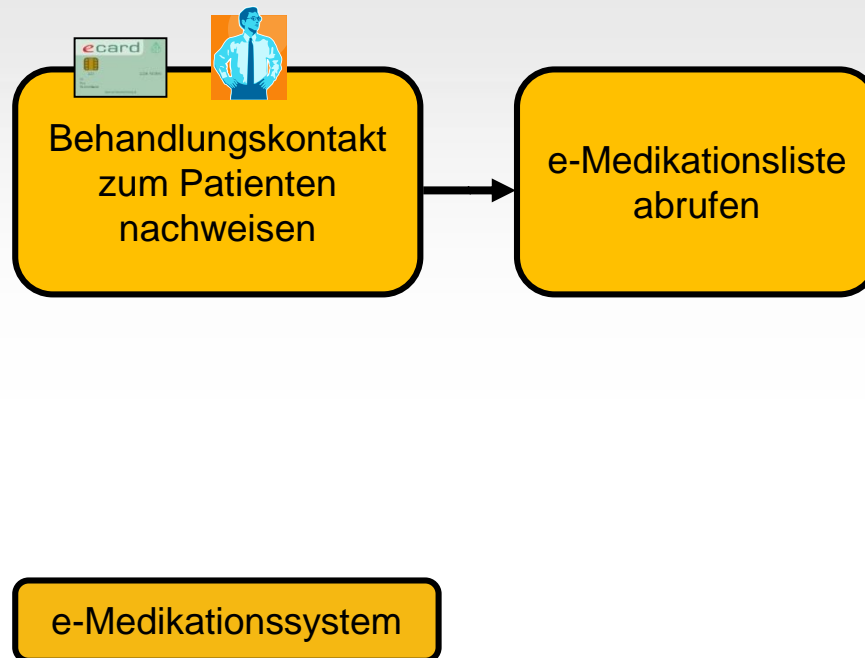 ecard
Behandlungskontakt
zum Patienten
nachweisen
e-Medikationsliste
abrufen
e-Medikationssystem